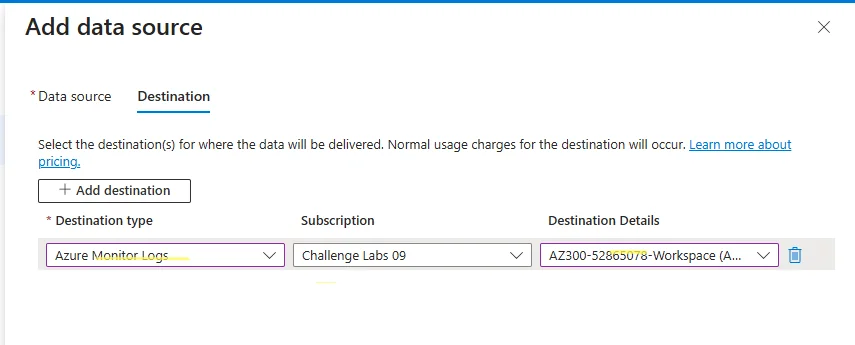 Add data source
* Data source Destination
Select the destination(s) for where the data will be delivered. Normal usage charges for the destination will occur. Learn more about
pricing.
+ Add destination
* Destination type Subscription Destination Details
Azure Monitor Logs Challenge Labs 09 AZ300-52865078-Workspace (A...